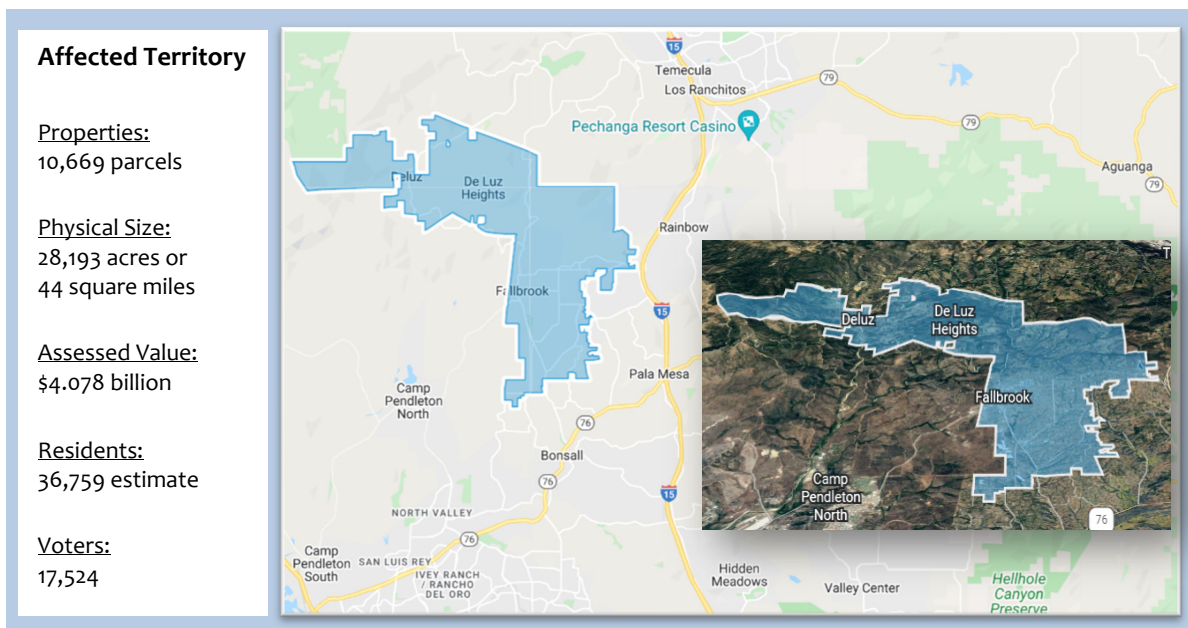 Affected Territory
Properties:
10,669 parcels
Physical Size:
28,193 acres or
44 square miles
Assessed Value:
$4.078 billion
Residents:
36,759 estimate
Voters:
17,524
15
Temecula
Los Ranchitos
79
Pechanga Resort Casino
79
Aguanga
79
Deluz
De Luz
Heights
Rainbow
Fallbrook
15
Pala Mesa
Camp
Pendleton
North
76
Bonsall
76
15
NORTH VALLEY
76
Camp
Pendleton
South
SAN LUIS REY
IVEY RANCH
/ RANCHO
DEL ORO
Hidden
Meadows
Valley Center
Hellhole
Canyon
Preserve
T
Deluz
De Luz
Heights
Fallbrook
Camp
Pendleton
North
76